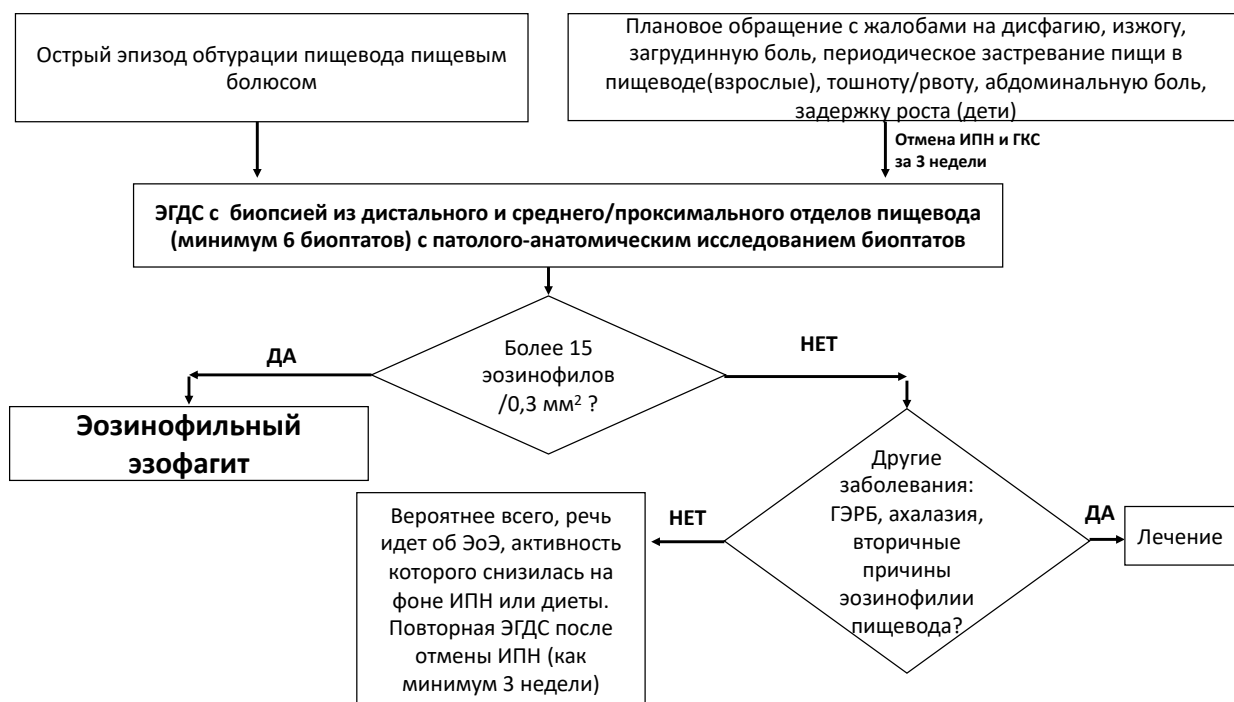 Острый эпизод обтурации пищевода пищевым
болюсом
Плановое обращение с жалобами на дисфагию, изжогу,
загрудинную боль, периодическое застревание пищи в
пищеводе(взрослые), тошноту/рвоту, абдоминальную боль,
задержку роста (дети)
Отмена ИПН и ГКС
за 3 недели
ЭГДС с биопсией из дистального и среднего/проксимального отделов пищевода
(минимум 6 биоптатов) с патолого-анатомическим исследованием биоптатов
Более 15
эозинофилов
/0,3 мм² ?
ДА
НЕТ
Эозинофильный
эзофагит
Другие
заболевания:
ГЭРБ, ахалазия,
вторичные
причины
эозинофилии
пищевода?
НЕТ
ДА
Вероятнее всего, речь
идет об ЭоЭ, активность
которого снизилась на
фоне ИПН или диеты.
Повторная ЭГДС после
отмены ИПН (как
минимум 3 недели)
Лечение